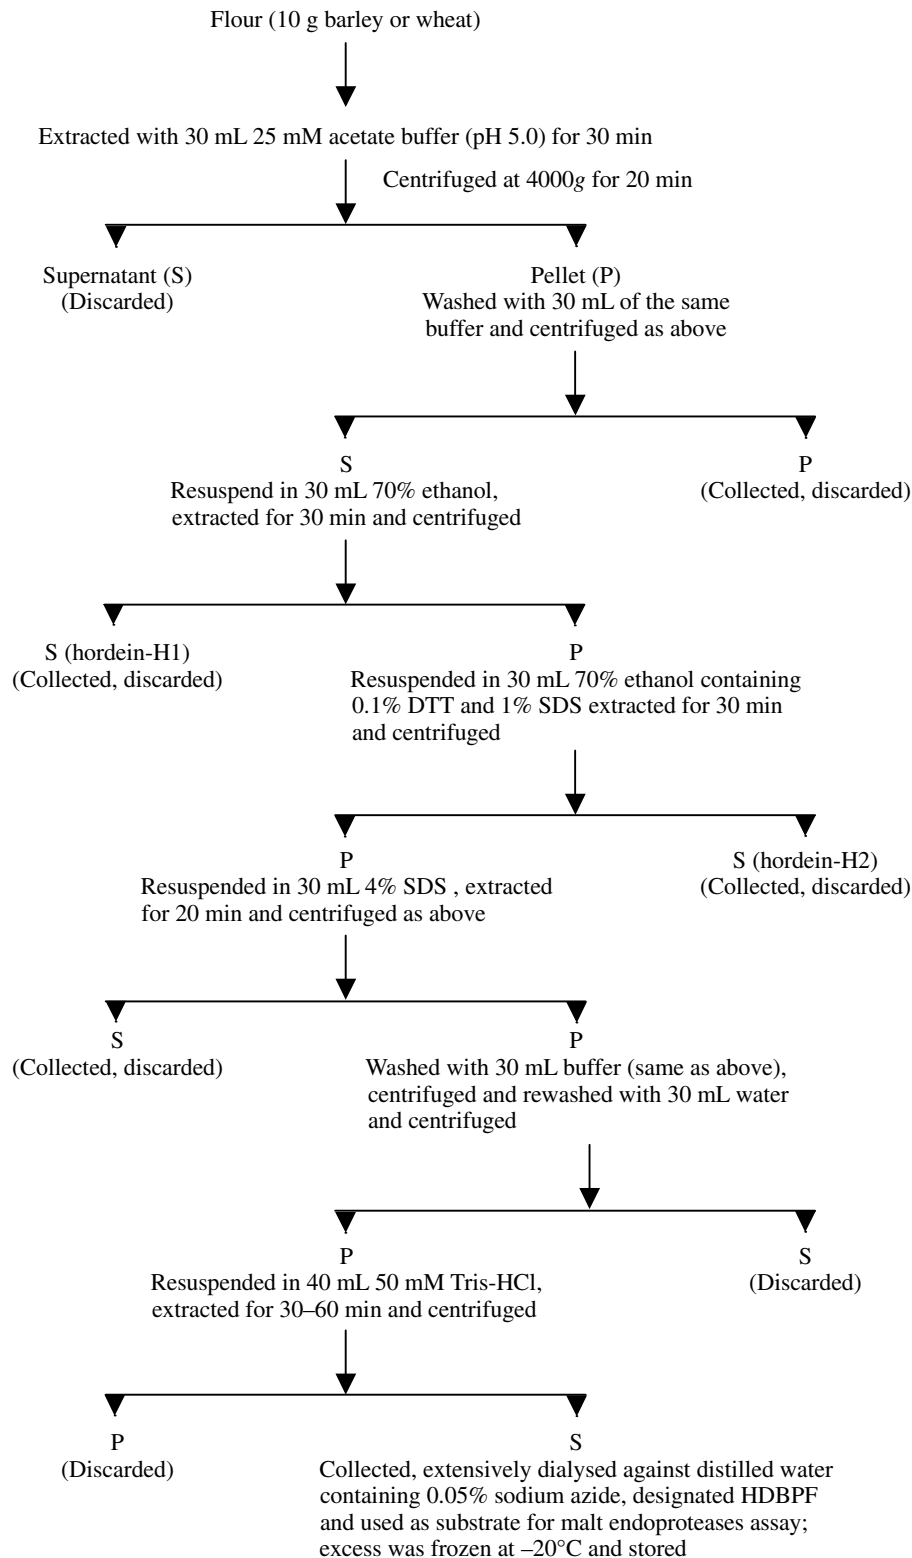 Flour (10 g barley or wheat)
Extracted with 30 mL 25 mM acetate buffer (pH 5.0) for 30 min
Centrifuged at 4000g for 20 min
Supernatant (S)
(Discarded)
Pellet (P)
Washed with 30 mL of the same
buffer and centrifuged as above
S
Resuspend in 30 mL 70% ethanol,
extracted for 30 min and centrifuged
P
(Collected, discarded)
S (hordein-H1)
(Collected, discarded)
P
Resuspended in 30 mL 70% ethanol containing
0.1% DTT and 1% SDS extracted for 30 min
and centrifuged
P
Resuspended in 30 mL 4% SDS , extracted
for 20 min and centrifuged as above
S (hordein-H2)
(Collected, discarded)
S
(Collected, discarded)
P
Washed with 30 mL buffer (same as above),
centrifuged and rewashed with 30 mL water
and centrifuged
P
Resuspended in 40 mL 50 mM Tris-HCl,
extracted for 30–60 min and centrifuged
S
(Discarded)
P
(Discarded)
S
Collected, extensively dialysed against distilled water
containing 0.05% sodium azide, designated HDBPF
and used as substrate for malt endoproteases assay;
excess was frozen at –20°C and stored